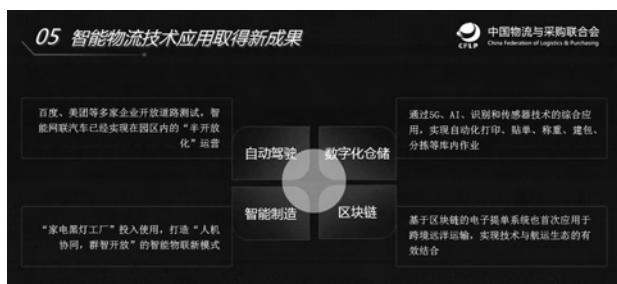 05 智能物流技术应用取得新成果
CFLP
中国物流与采购联合会
China Federation of Logistics & Purchasing
百度、美团等多家企业开放道路测试，智
能网联汽车已经实现在园区内的“半开放
化”运营
通过5G、AI、识别和传感器技术的综合应
用，实现自动化打印、贴单、称重、建包、
分拣等库内作业
自动驾驶
数字化仓储
智能制造
区块链
“家电黑灯工厂”投入使用，打造“人机
协同，群智开放”的智能物联新模式
基于区块链的电子提单系统也首次应用于
跨境远洋运输，实现技术与航运生态的有
效结合